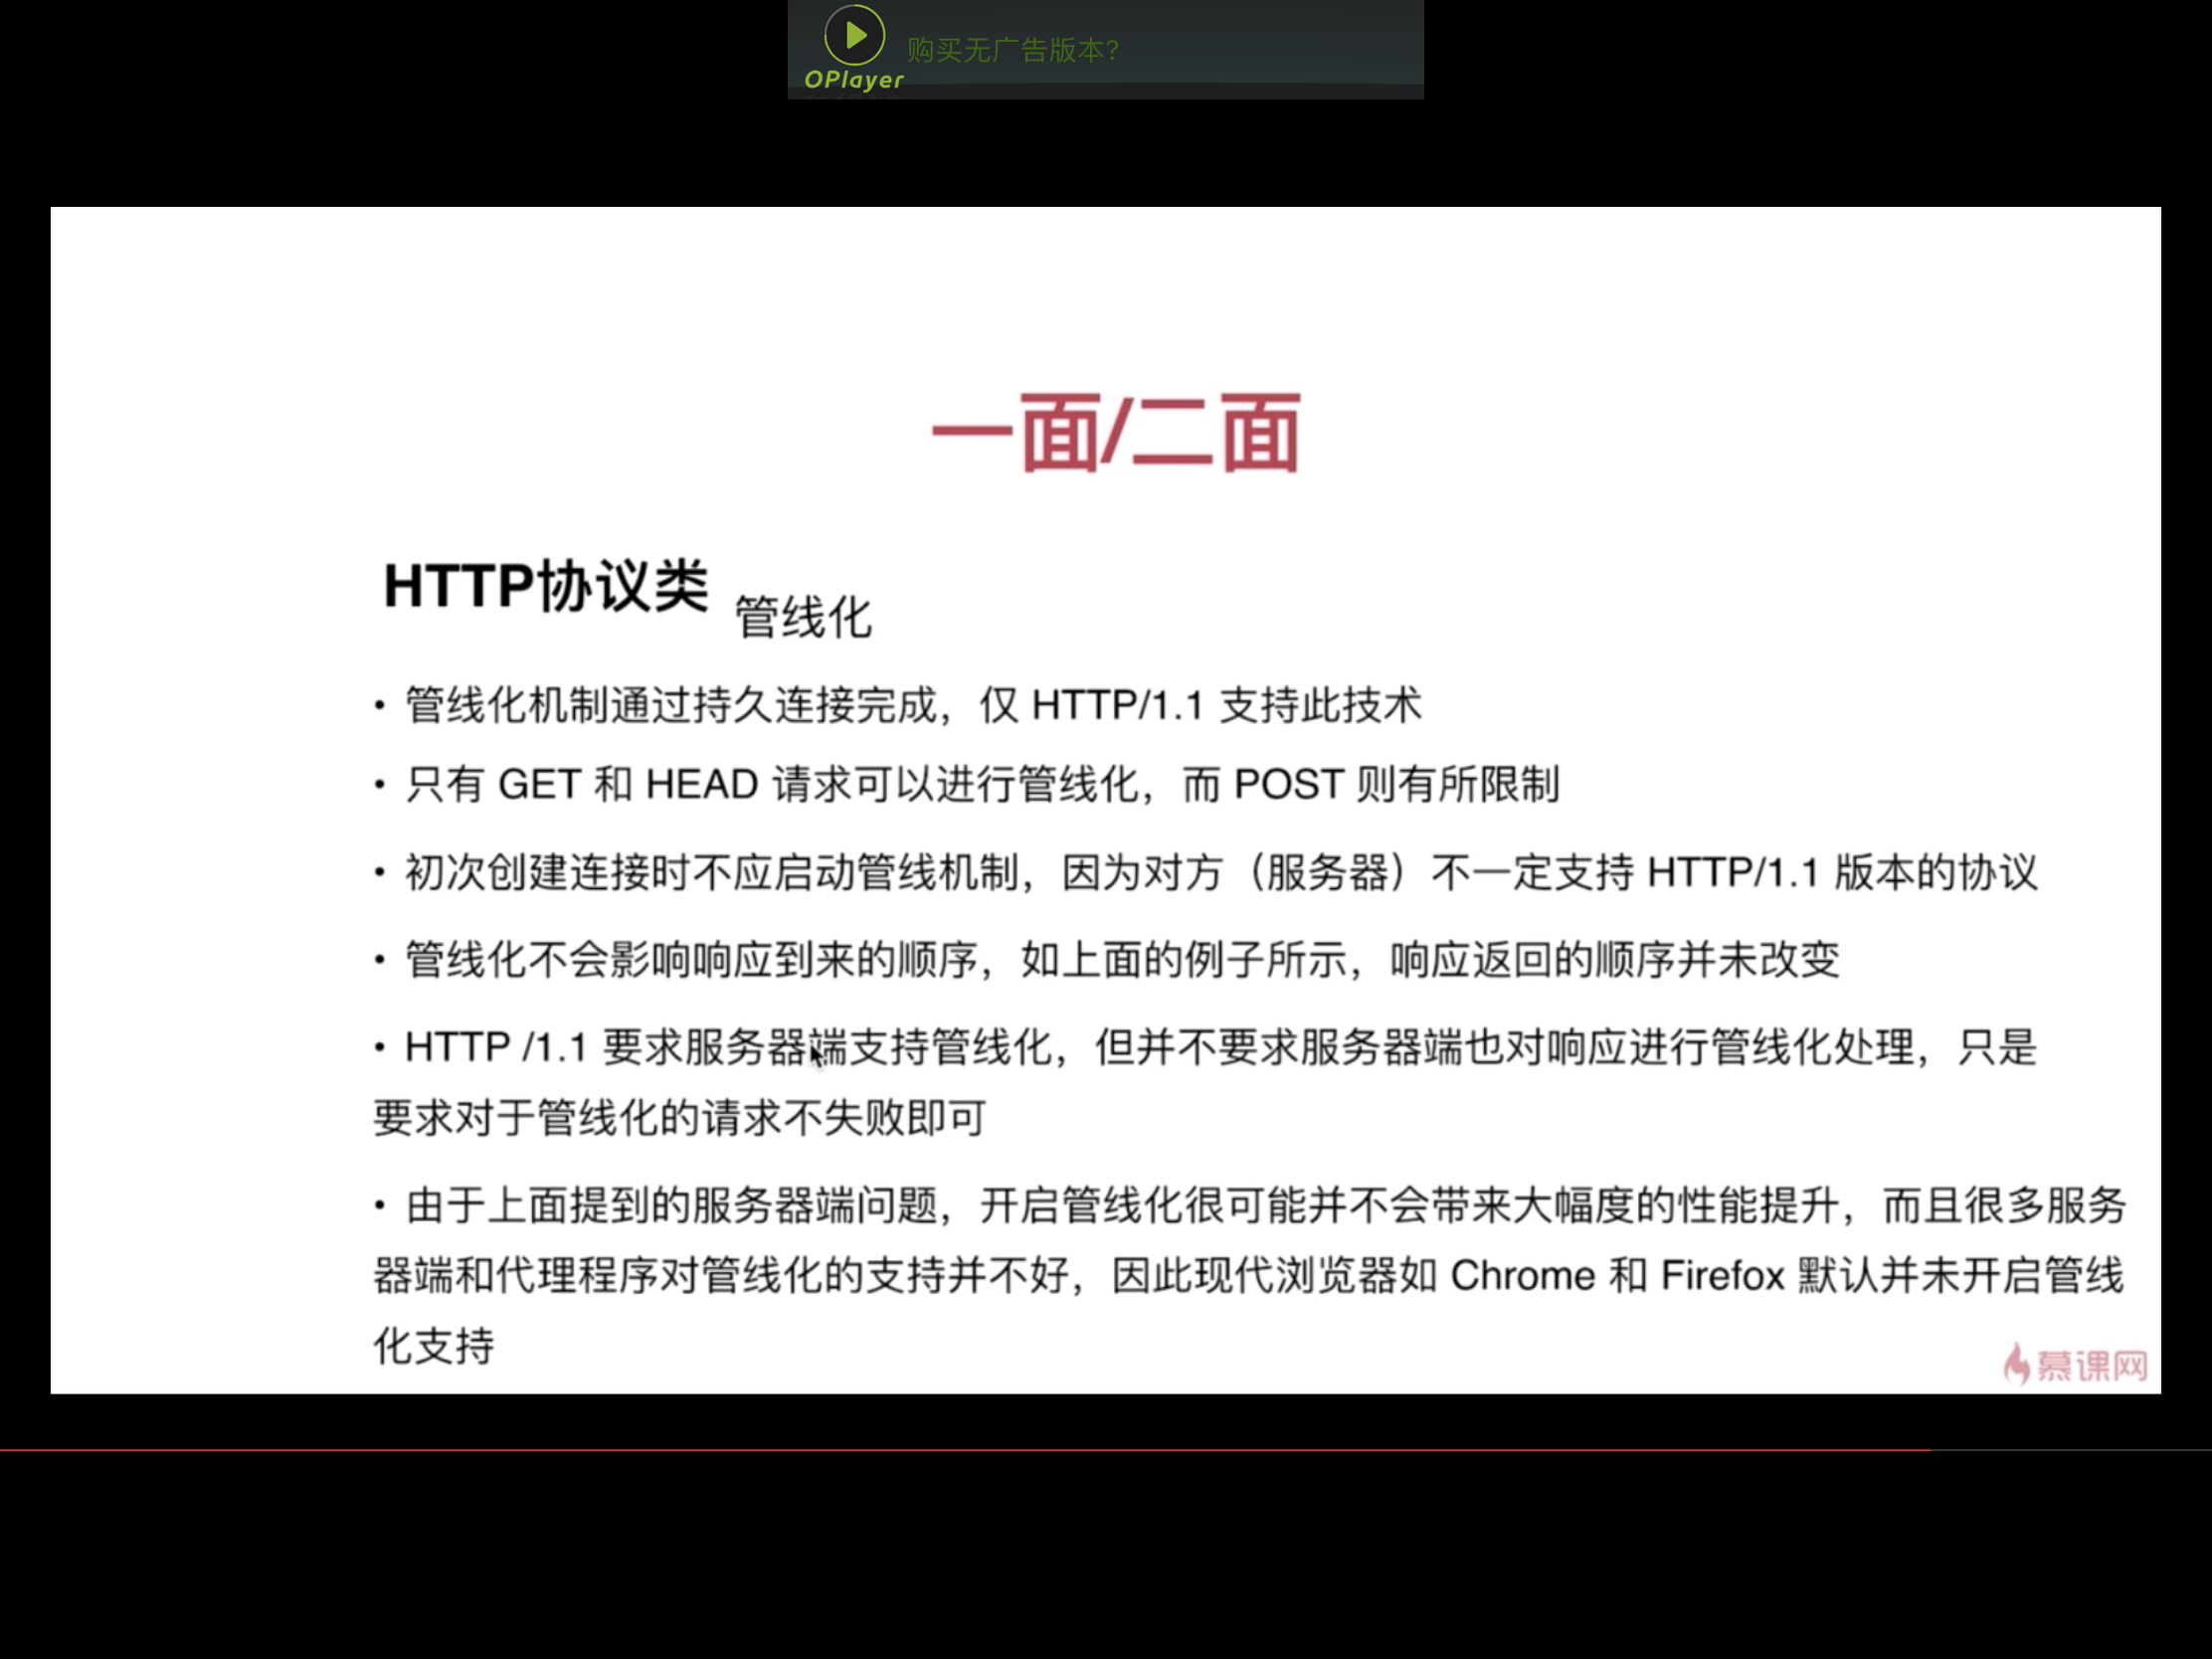 购买无广告版本?
OPlayer
一面/二面
HTTP协议类 管线化
• 管线化机制通过持久连接完成，仅 HTTP/1.1 支持此技术
• 只有 GET 和 HEAD 请求可以进行管线化，而 POST 则有所限制
• 初次创建连接时不应启动管线机制，因为对方（服务器）不一定支持 HTTP/1.1 版本的协议
• 管线化不会影响响应到来的顺序，如上面的例子所示，响应返回的顺序并未改变
• HTTP /1.1 要求服务器端支持管线化，但并不要求服务器端也对响应进行管线化处理，只是
要求对于管线化的请求不失败即可
• 由于上面提到的服务器端问题，开启管线化很可能并不会带来大幅度的性能提升，而且很多服务
器端和代理程序对管线化的支持并不好，因此现代浏览器如 Chrome 和 Firefox 默认并未开启管线
化支持
慕课网